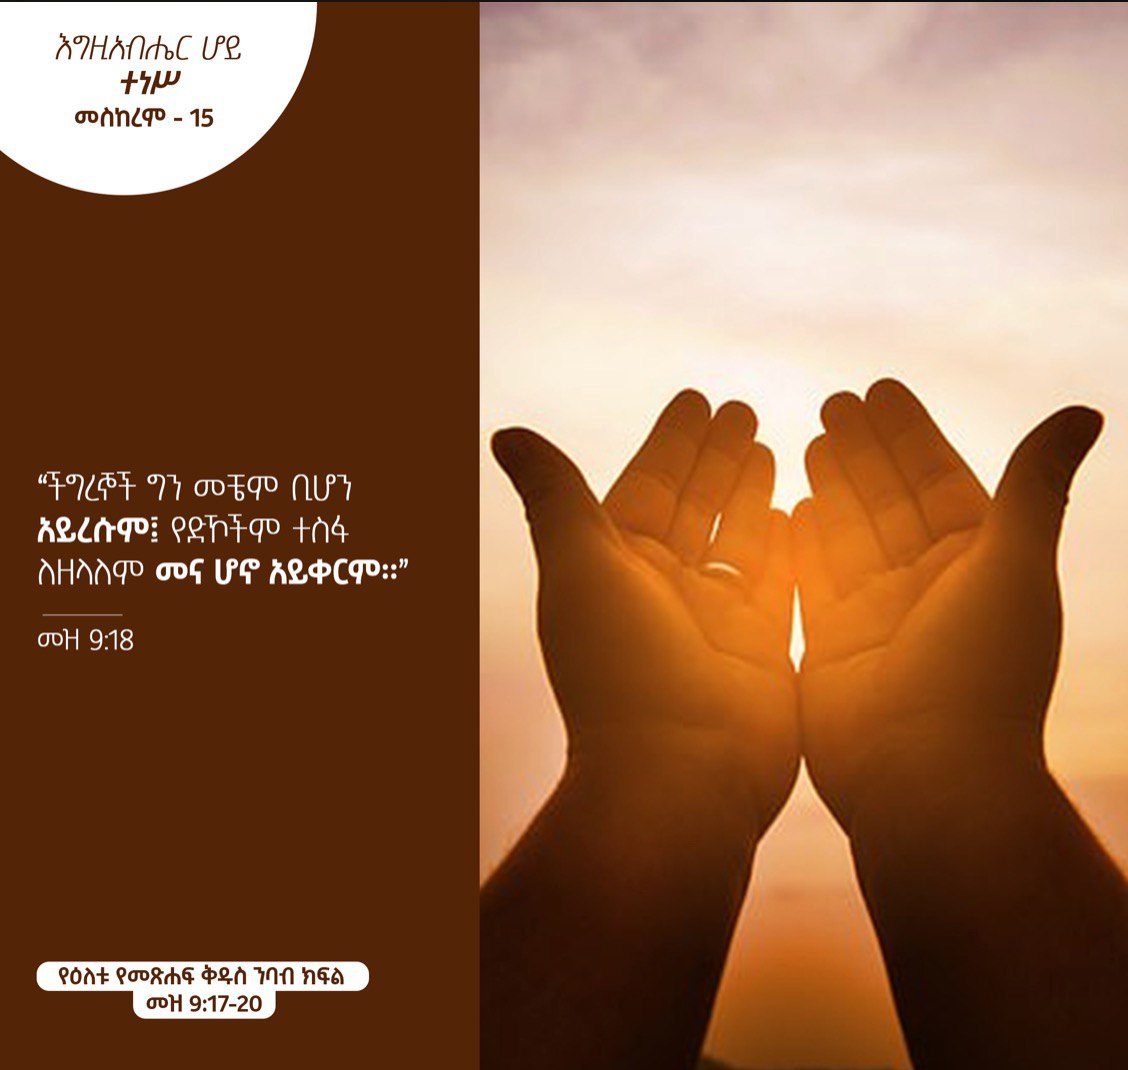 እግዚአብሔር ሆይ
ተነሥ
መስከረም - 15
“ችግረኞች ግን መቼም ቢሆን
አይረሱም፤ የድኾችም ተስፋ
ለዘላለም መና ሆኖ አይቀርም።”
መዝ 9:18
የዕለቱ የመጽሐፍ ቅዱስ ንባብ ክፍል
መዝ 9:17-20